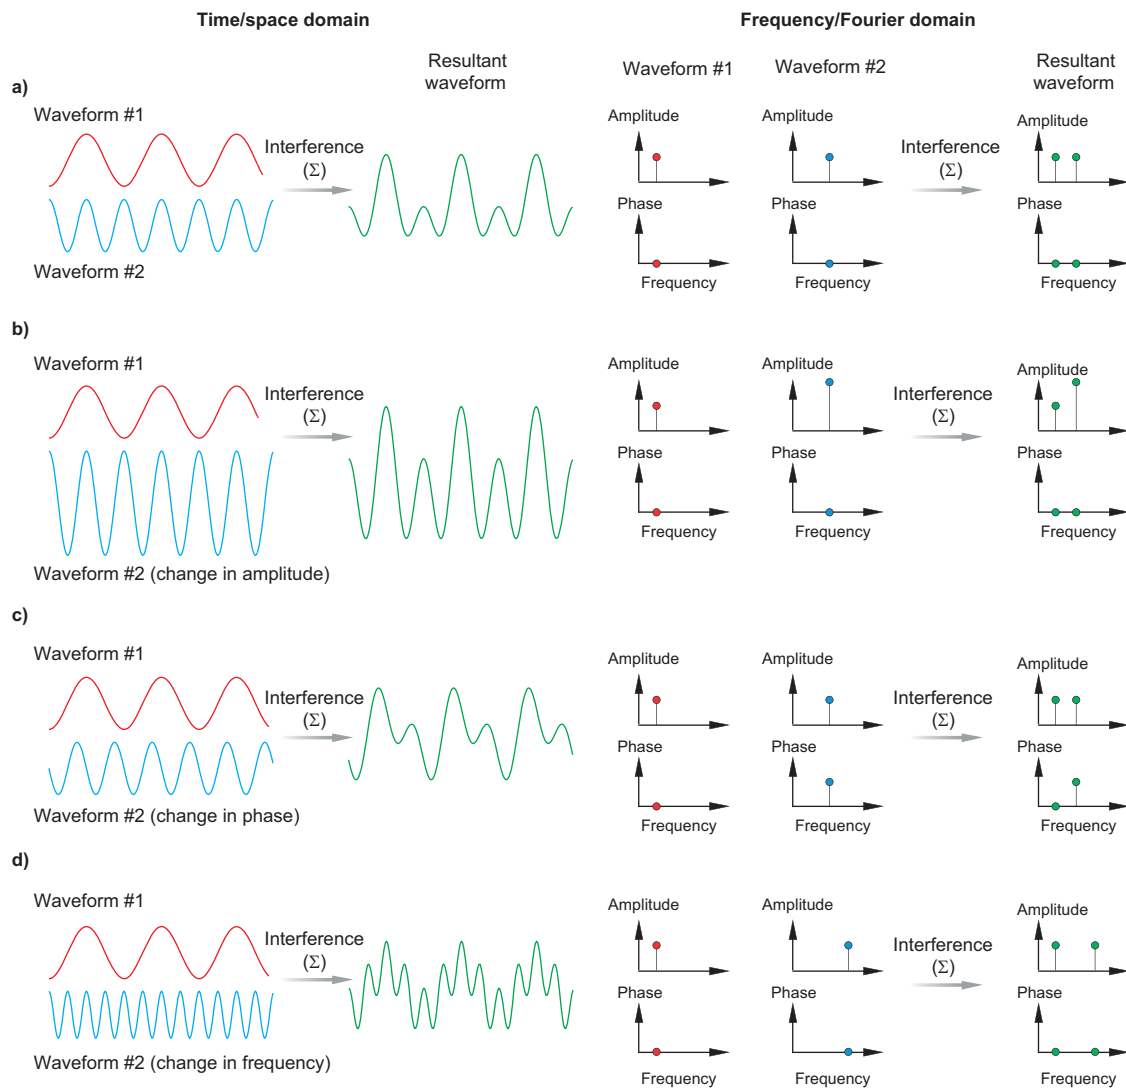 Time/space domain
Frequency/Fourier domain
Resultant
waveform
Waveform #1
Waveform #2
Resultant
waveform
a)
Waveform #1
Interference
(Σ)
Waveform #2
Amplitude
Amplitude
Interference
(Σ)
Amplitude
Phase
Phase
Phase
Frequency
Frequency
Frequency
b)
Waveform #1
Interference
(Σ)
Waveform #2 (change in amplitude)
Amplitude
Amplitude
Interference
(Σ)
Amplitude
Phase
Phase
Phase
Frequency
Frequency
Frequency
c)
Waveform #1
Interference
(Σ)
Waveform #2 (change in phase)
Amplitude
Amplitude
Interference
(Σ)
Amplitude
Phase
Phase
Phase
Frequency
Frequency
Frequency
d)
Waveform #1
Interference
(Σ)
Waveform #2 (change in frequency)
Amplitude
Amplitude
Interference
(Σ)
Amplitude
Phase
Phase
Phase
Frequency
Frequency
Frequency